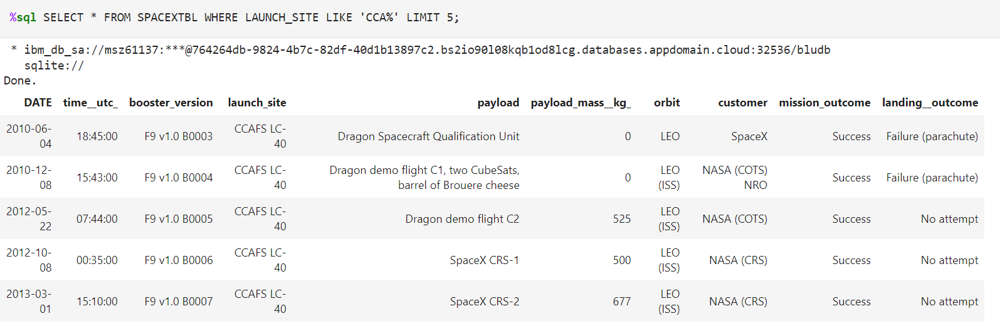 %sql SELECT * FROM SPACEXTBL WHERE LAUNCH_SITE LIKE 'CCA%' LIMIT 5;
* ibm_db_sa://msz61137:***@764264db-9824-4b7c-82df-40d1b13897c2.bs2io90l08kqb1od8lcg.databases.appdomain.cloud:32536/bludb
sqlite://
Done.
DATE time__utc_ booster_version launch_site payload payload_mass__kg_ orbit customer mission_outcome landing__outcome
2010-06-
04 18:45:00 F9 v1.0 B0003 CCAFS LC-
40 Dragon Spacecraft Qualification Unit 0 LEO SpaceX Success Failure (parachute)
2010-12-
08 15:43:00 F9 v1.0 B0004 CCAFS LC-
40 Dragon demo flight C1, two CubeSats,
barrel of Brouere cheese 0 LEO
(ISS) NASA (COTS)
NRO Success Failure (parachute)
2012-05-
22 07:44:00 F9 v1.0 B0005 CCAFS LC-
40 Dragon demo flight C2 525 LEO
(ISS) NASA (COTS) Success No attempt
2012-10-
08 00:35:00 F9 v1.0 B0006 CCAFS LC-
40 SpaceX CRS-1 500 LEO
(ISS) NASA (CRS) Success No attempt
2013-03-
01 15:10:00 F9 v1.0 B0007 CCAFS LC-
40 SpaceX CRS-2 677 LEO
(ISS) NASA (CRS) Success No attempt